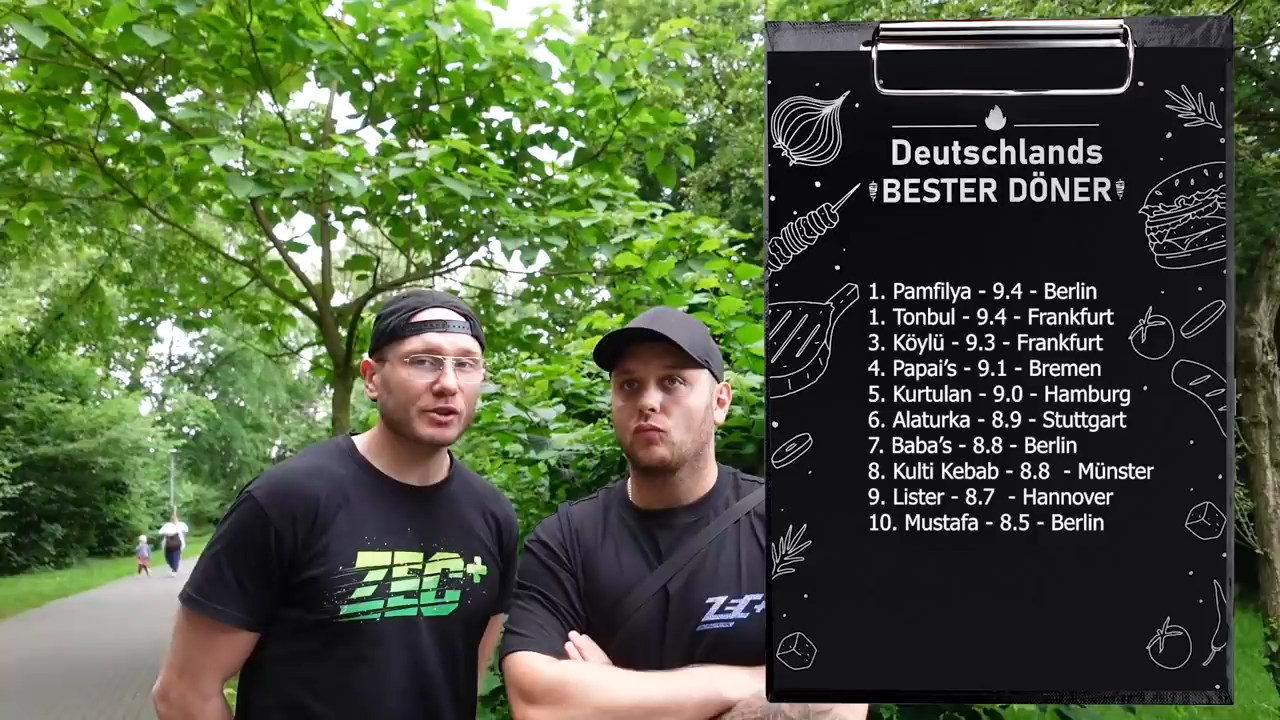 Deutschlands
BESTER DÖNER
1. Pamfilya - 9.4 - Berlin
1. Tonbul - 9.4 - Frankfurt
3. Köylü - 9.3 - Frankfurt
4. Papai’s - 9.1 - Bremen
5. Kurtulan - 9.0 - Hamburg
6. Alaturka - 8.9 - Stuttgart
7. Baba’s - 8.8 - Berlin
8. Kulti Kebab - 8.8 - Münster
9. Lister - 8.7 - Hannover
10. Mustafa - 8.5 - Berlin
ZEC+
ZEC+